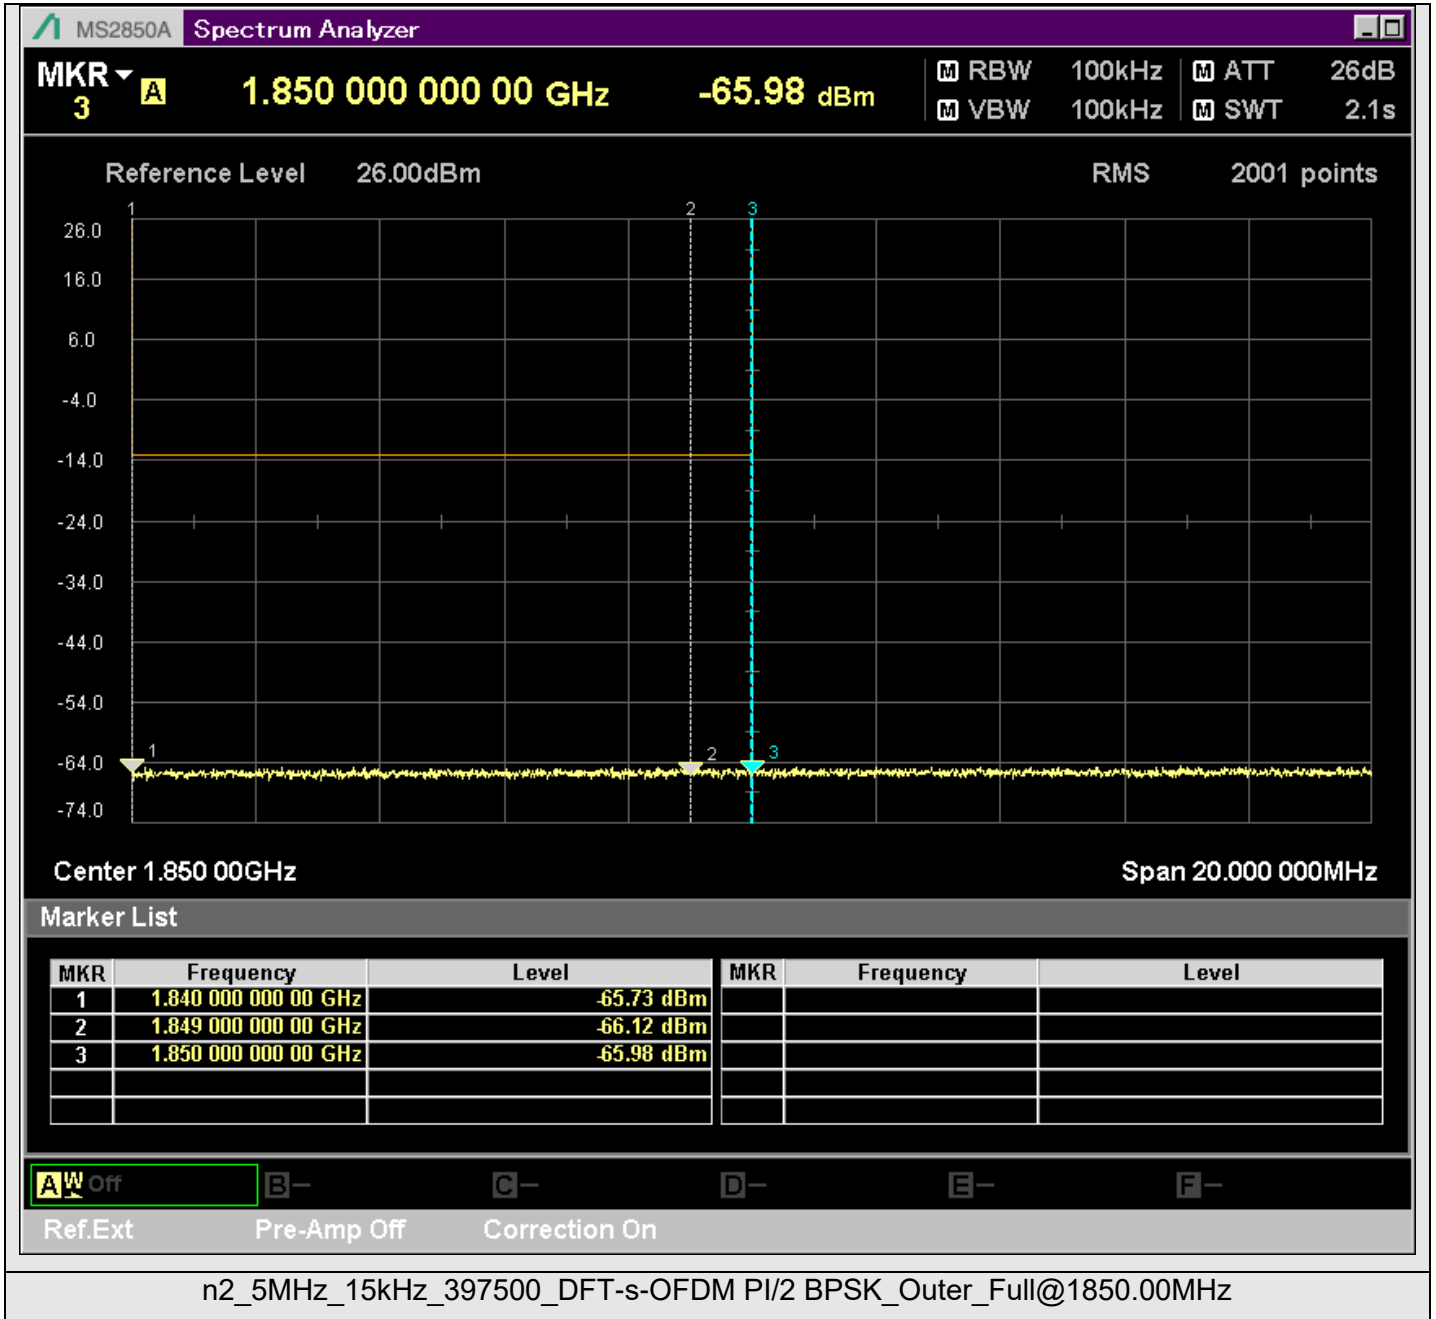 MS2850A Spectrum Analyzer
MKR 3 A 1.850 000 000 00 GHz -65.98 dBm
M RBW 100kHz M ATT 26dB
M VBW 100kHz M SWT 2.1s
Reference Level 26.00dBm RMS 2001 points
1 2 3
26.0
16.0
6.0
-4.0
-14.0
-24.0
-34.0
-44.0
-54.0
-64.0
-74.0
1 2 3
Center 1.850 00GHz Span 20.000 000MHz
Marker List
MKR Frequency Level MKR Frequency Level
1 1.840 000 000 00 GHz -65.73 dBm
2 1.849 000 000 00 GHz -66.12 dBm
3 1.850 000 000 00 GHz -65.98 dBm
A W Off B - C - D - E - F -
Ref.Ext Pre-Amp Off Correction On
n2_5MHz_15kHz_397500_DFT-s-OFDM PI/2 BPSK_Outer_Full@1850.00MHz